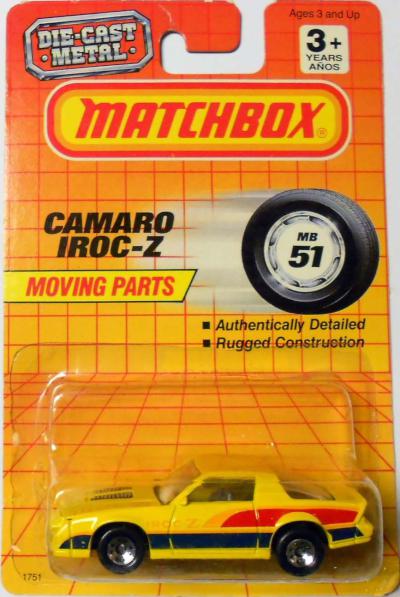 Ages 3 and Up
DIE-CAST
METAL
3+
YEARS
AÑOS
MATCHBOX®
CAMARO
IROC-Z
MB
51
MOVING PARTS
■ Authentically Detailed
■ Rugged Construction
IROC Z
1751